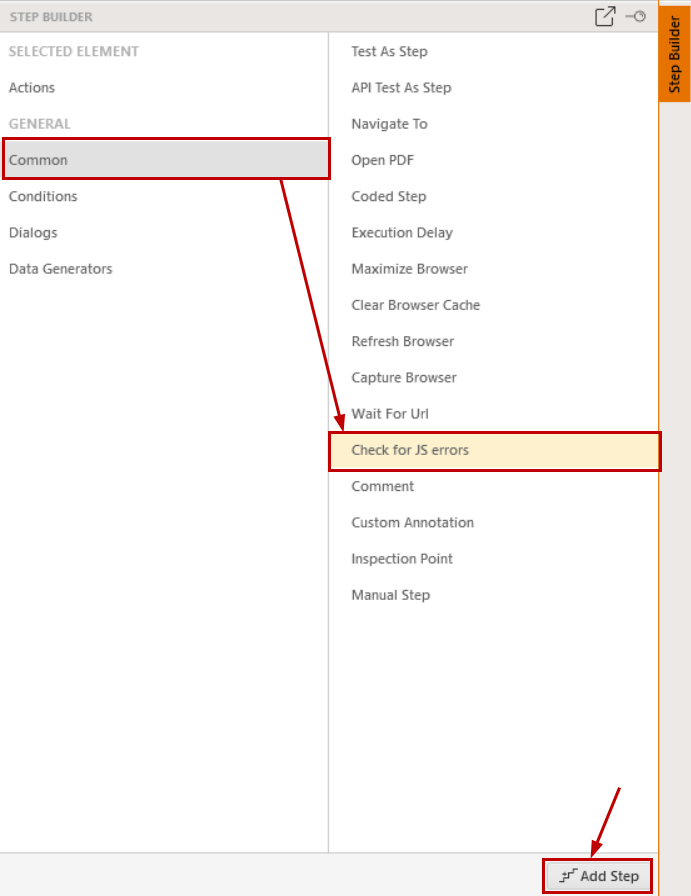 STEP BUILDER
SELECTED ELEMENT
Actions
GENERAL
Common
Conditions
Dialogs
Data Generators
Test As Step
API Test As Step
Navigate To
Open PDF
Coded Step
Execution Delay
Maximize Browser
Clear Browser Cache
Refresh Browser
Capture Browser
Wait For Url
Check for JS errors
Comment
Custom Annotation
Inspection Point
Manual Step
Add Step
Step Builder